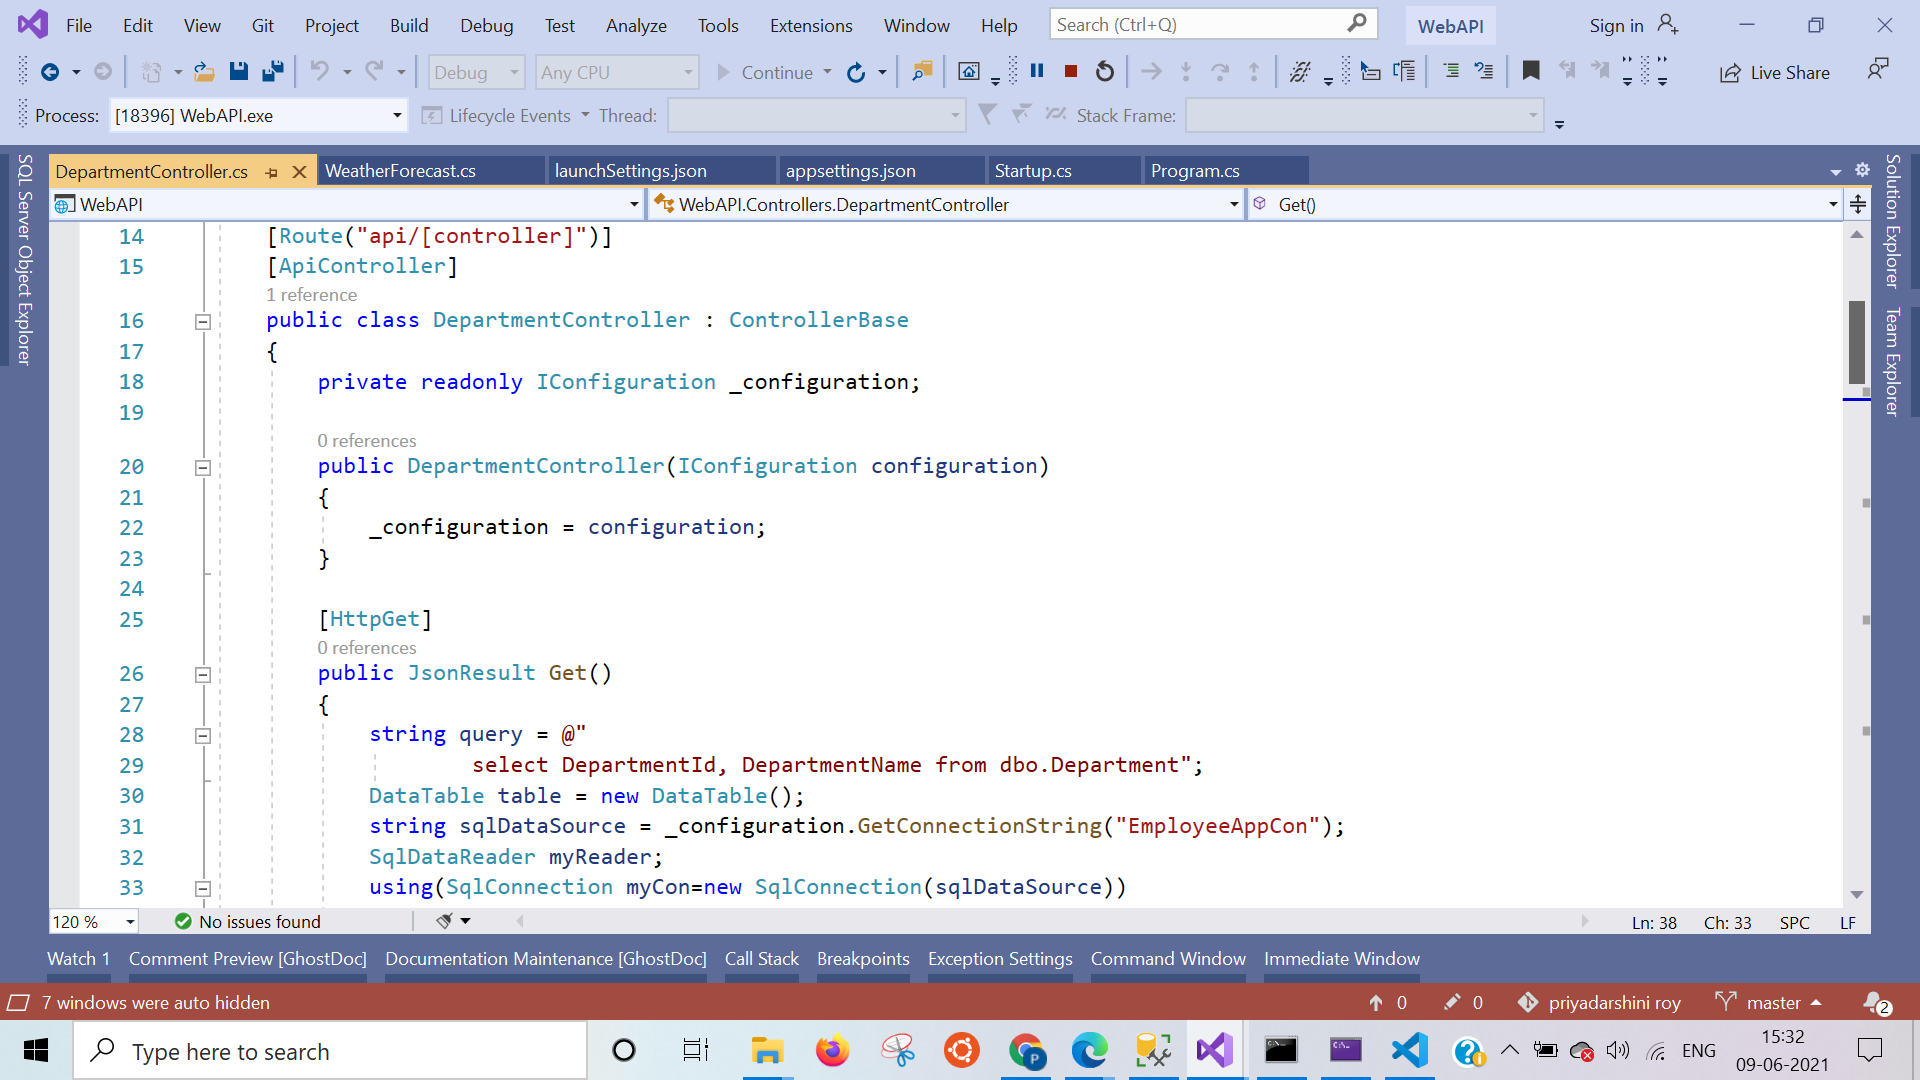 File Edit View Git Project Build Debug Test Analyze Tools Extensions Window Help Search (Ctrl+Q) WebAPI Sign in
Debug Any CPU Continue Live Share
Process: [18396] WebAPI.exe Lifecycle Events Thread: Stack Frame:
DepartmentController.cs WeatherForecast.cs launchSettings.json appsettings.json Startup.cs Program.cs
WebAPI WebAPI.Controllers.DepartmentController Get()
SQL Server Object Explorer
Solution Explorer
Team Explorer
14 [Route("api/[controller]")]
15 [ApiController]
1 reference
16 public class DepartmentController : ControllerBase
17 {
18 private readonly IConfiguration _configuration;
19
0 references
20 public DepartmentController(IConfiguration configuration)
21 {
22 _configuration = configuration;
23 }
24
25 [HttpGet]
0 references
26 public JsonResult Get()
27 {
28 string query = @"
29 select DepartmentId, DepartmentName from dbo.Department";
30 DataTable table = new DataTable();
31 string sqlDataSource = _configuration.GetConnectionString("EmployeeAppCon");
32 SqlDataReader myReader;
33 using(SqlConnection myCon=new SqlConnection(sqlDataSource))
120 % No issues found Ln: 38 Ch: 33 SPC LF
Watch 1 Comment Preview [GhostDoc] Documentation Maintenance [GhostDoc] Call Stack Breakpoints Exception Settings Command Window Immediate Window
7 windows were auto hidden 0 0 priyadarshini roy master 2
Type here to search P C:\_ ENG 15:32
09-06-2021